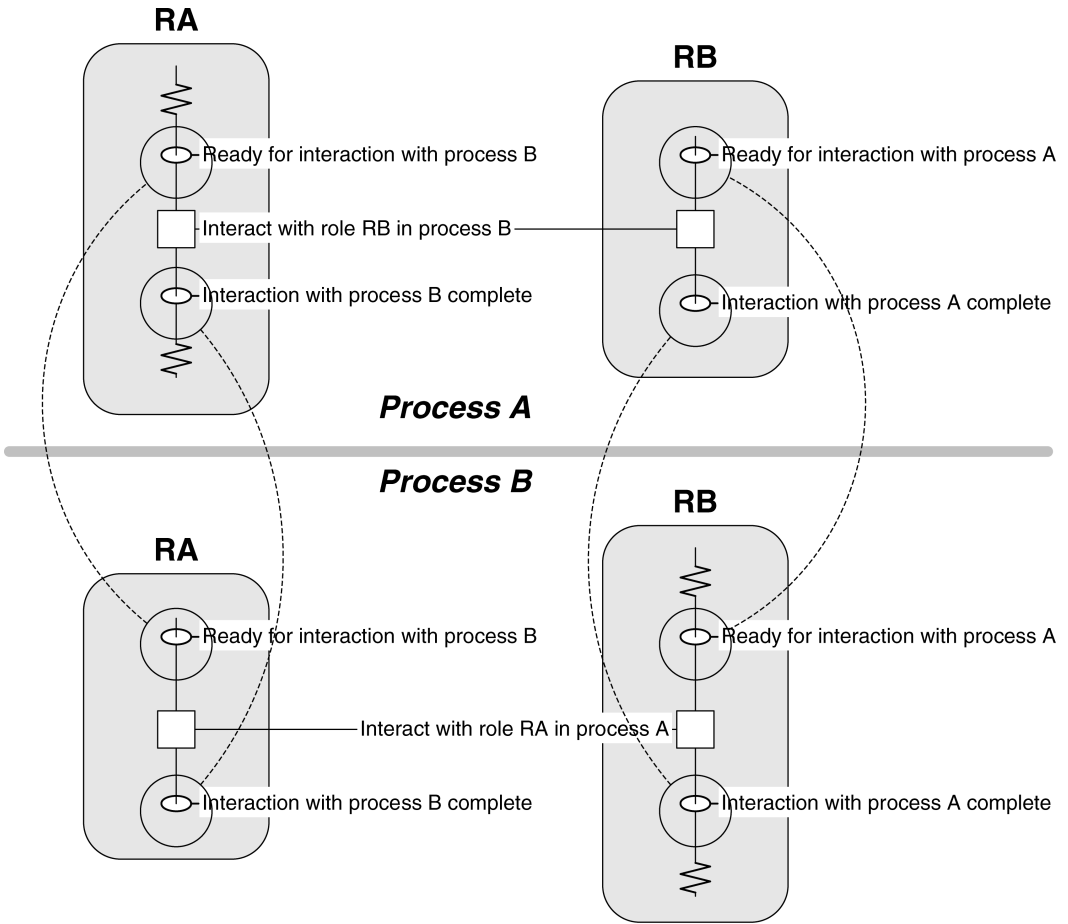 RA
RB
Ready for interaction with process B
Ready for interaction with process A
Interact with role RB in process B
Interaction with process B complete
Interaction with process A complete
Process A
Process B
RB
RA
Ready for interaction with process B
Ready for interaction with process A
Interact with role RA in process A
Interaction with process B complete
Interaction with process A complete